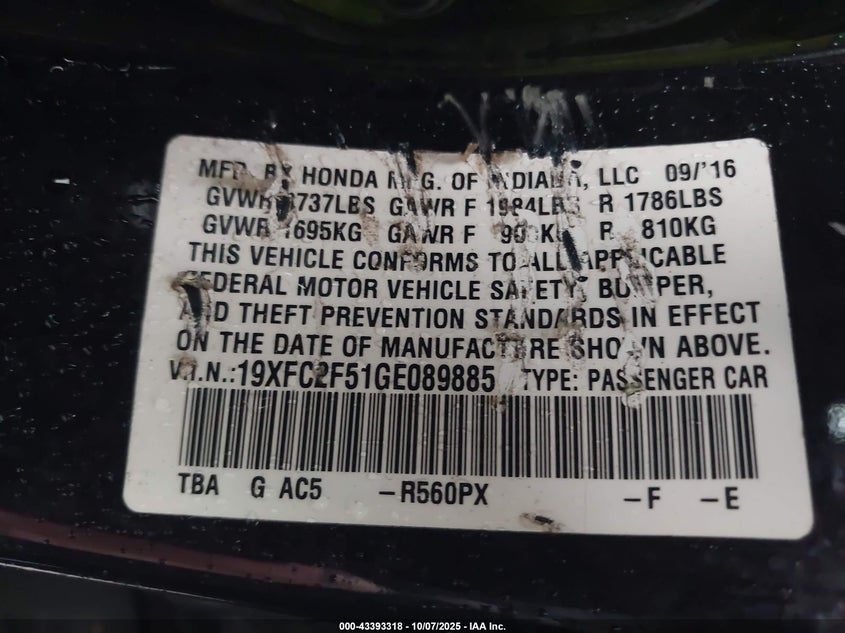 MFD. BY HONDA MFG. OF INDIANA, LLC 09/'16
GVWR 3737LBS GAWR F 1984LBS R 1786LBS
GVWR 1695KG GAWR F KG R 810KG
THIS VEHICLE CONFORMS TO ALL APPLICABLE
FEDERAL MOTOR VEHICLE SAFETY, BUMPER,
AND THEFT PREVENTION STANDARDS IN EFFECT
ON THE DATE OF MANUFACTURE SHOWN ABOVE.
V.I.N.:19XFC2F51GE089885 TYPE: PASSENGER CAR
TBA G AC5 -R560PX -F -E
000-43393318 - 10/07/2025 - IAA Inc.